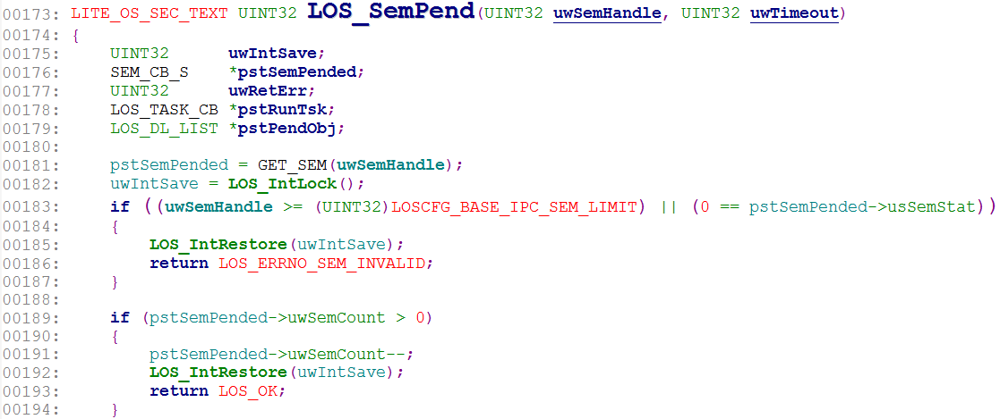 00173: LITE_OS_SEC_TEXT UINT32 LOS_SemPend(UINT32 uwSemHandle, UINT32 uwTimeout)
00174: {
00175:     UINT32      uwIntSave;
00176:     SEM_CB_S    *pstSemPended;
00177:     UINT32      uwRetErr;
00178:     LOS_TASK_CB *pstRunTsk;
00179:     LOS_DL_LIST *pstPendObj;
00180:
00181:     pstSemPended = GET_SEM(uwSemHandle);
00182:     uwIntSave = LOS_IntLock();
00183:     if ((uwSemHandle >= (UINT32)LOSCFG_BASE_IPC_SEM_LIMIT) || (0 == pstSemPended->usSemStat))
00184:     {
00185:         LOS_IntRestore(uwIntSave);
00186:         return LOS_ERRNO_SEM_INVALID;
00187:     }
00188:
00189:     if (pstSemPended->uwSemCount > 0)
00190:     {
00191:         pstSemPended->uwSemCount--;
00192:         LOS_IntRestore(uwIntSave);
00193:         return LOS_OK;
00194:     }